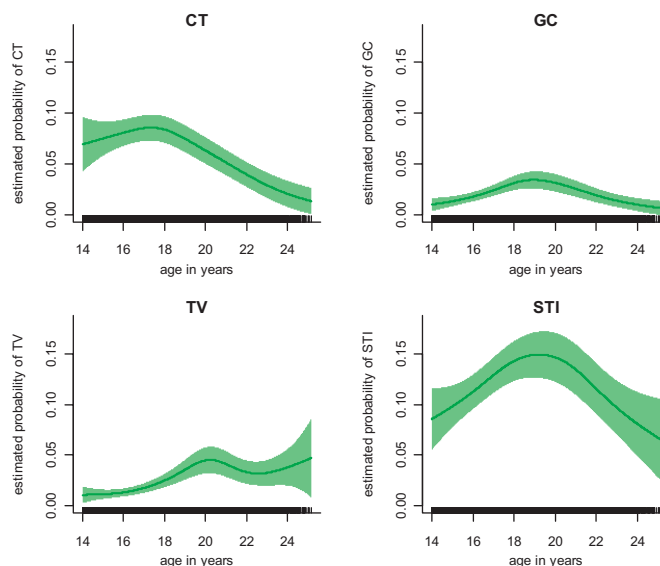 CT
estimated probability of CT
0.15
0.10
0.05
0.00
14 16 18 20 22 24
age in years
GC
estimated probability of GC
0.15
0.10
0.05
0.00
14 16 18 20 22 24
age in years
TV
estimated probability of TV
0.15
0.10
0.05
0.00
14 16 18 20 22 24
age in years
STI
estimated probability of STI
0.15
0.10
0.05
0.00
14 16 18 20 22 24
age in years